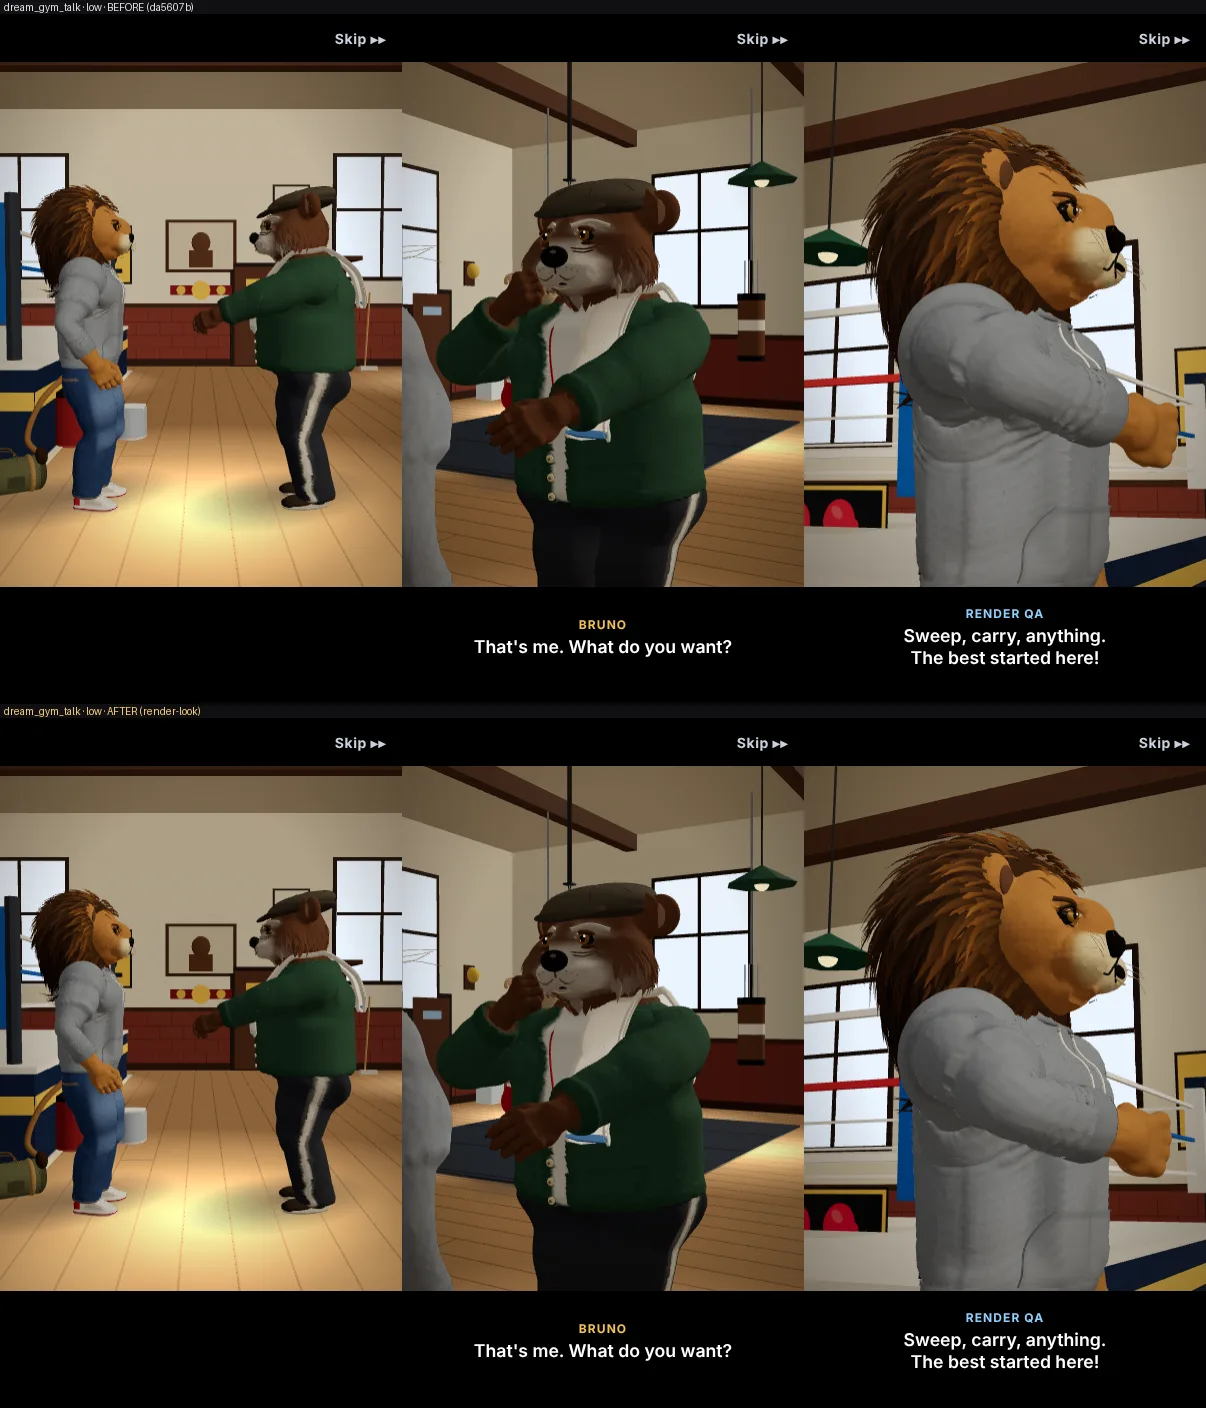 dream_gym_talk · low · BEFORE (da5607b)
Skip ▸▸
Skip ▸▸
Skip ▸▸
BRUNO
That's me. What do you want?
RENDER QA
Sweep, carry, anything.
The best started here!
dream_gym_talk · low · AFTER (render-look)
Skip ▸▸
Skip ▸▸
Skip ▸▸
BRUNO
That's me. What do you want?
RENDER QA
Sweep, carry, anything.
The best started here!